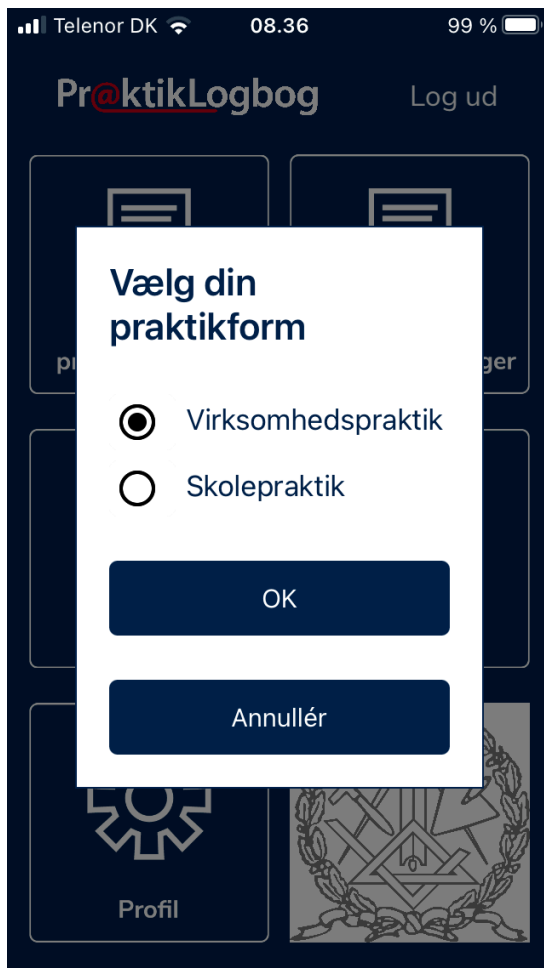 Telenor DK 08.36 99 %
Pr@ktikLogbog Log ud
Vælg din
praktikform
Virksomhedspraktik
Skolepraktik
OK
Annullér
Profil